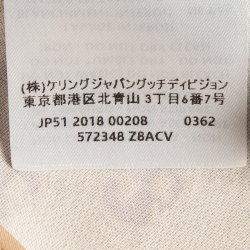 (株)ケリングジャパングッチディビジョン
東京都港区北青山3丁目6番7号
JP51 2018 00208 0362
572348 Z8ACV